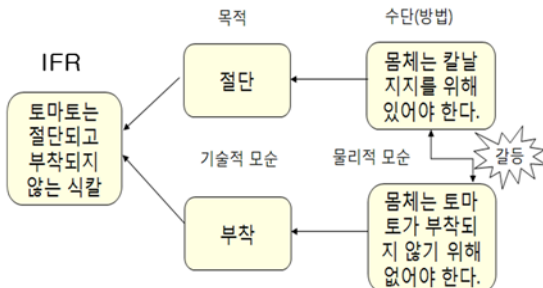 목적
수단(방법)
IFR
토마토는
절단되고
부착되지
않는 식칼
절단
몸체는 칼날
지지를 위해
있어야 한다.
기술적 모순
물리적 모순
갈등
부착
몸체는 토마
토가 부착되
지 않기 위해
없어야 한다.